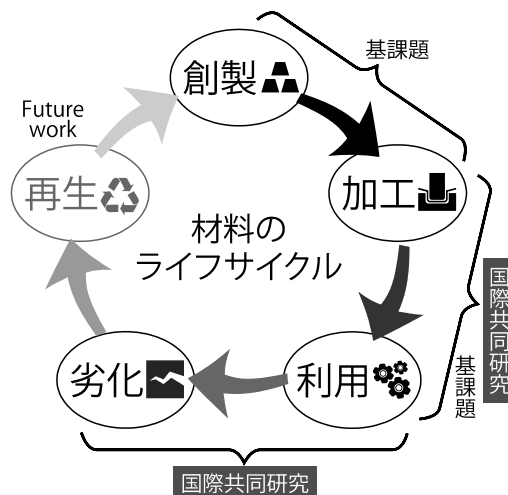 創製
基課題
Future
work
再生
加工
材料の
ライフサイクル
国際共同研究
基課題
劣化
利用
国際共同研究